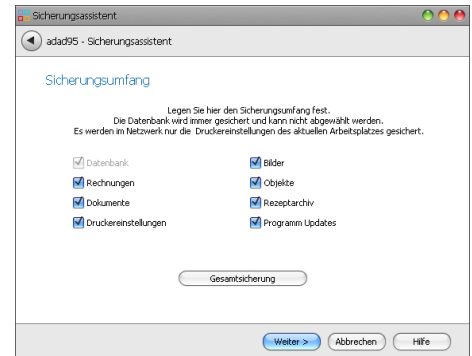 Sicherungsassistent
adad95 - Sicherungsassistent
Sicherungsumfang
Legen Sie hier den Sicherungsumfang fest.
Die Datenbank wird immer gesichert und kann nicht abgewählt werden.
Es werden im Netzwerk nur die Druckereinstellungen des aktuellen Arbeitsplatzes gesichert.
Datenbank
Bilder
Rechnungen
Objekte
Dokumente
Rezeptarchiv
Druckereinstellungen
Programm Updates
Gesamtsicherung
Weiter >
Abbrechen
Hilfe